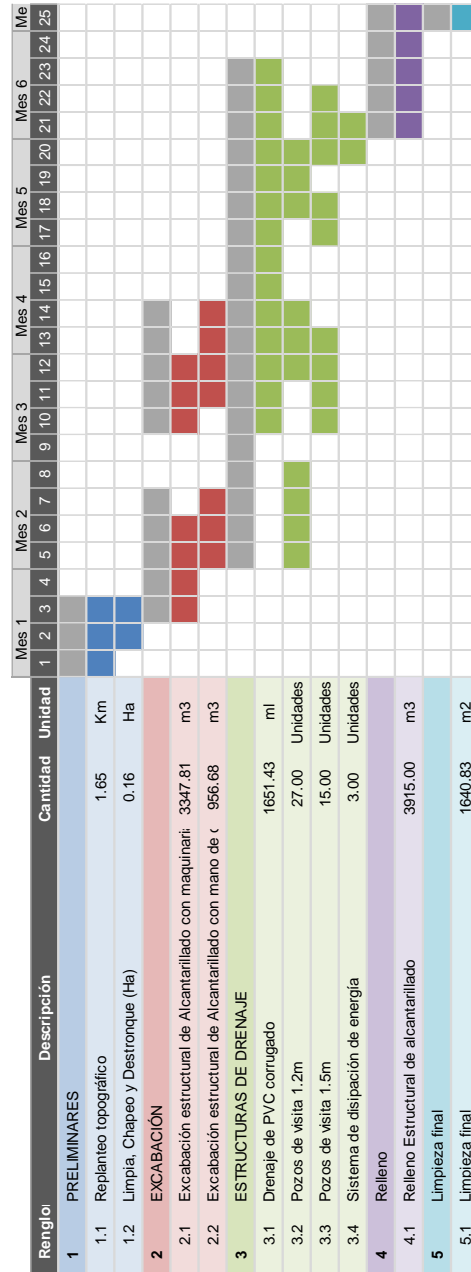 Mes 1 Mes 2 Mes 3 Mes 4 Mes 5 Mes 6 Me
Renglo Descripción Cantidad Unidad 1 2 3 4 5 6 7 8 9 10 11 12 13 14 15 16 17 18 19 20 21 22 23 24 25
1 PRELIMINARES
1.1 Replanteo topográfico 1.65 Km
1.2 Limpia, Chapeo y Destronque (Ha) 0.16 Ha
2 EXCABACIÓN
2.1 Excabación estructural de Alcantarillado con maquinari 3347.81 m3
2.2 Excabación estructural de Alcantarillado con mano de 956.68 m3
3 ESTRUCTURAS DE DRENAJE
3.1 Drenaje de PVC corrugado 1651.43 ml
3.2 Pozos de visita 1.2m 27.00 Unidades
3.3 Pozos de visita 1.5m 15.00 Unidades
3.4 Sistema de disipación de energía 3.00 Unidades
4 Relleno
4.1 Relleno Estructural de alcantarillado 3915.00 m3
5 Limpieza final
5.1 Limpieza final 1640.83 m2